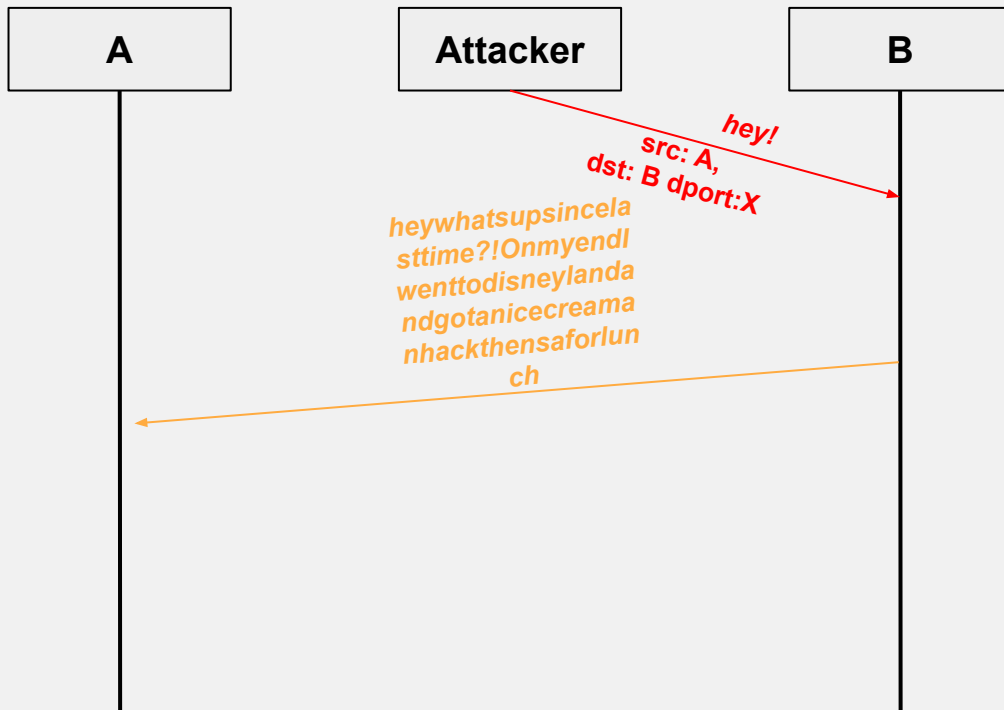 A
Attacker
B
hey!
src: A,
dst: B dport:X
heywhatsupsincela
sttime?!Onmyendl
wenttodisneylanda
ndgotanicecreama
nhackthensaforlun
ch